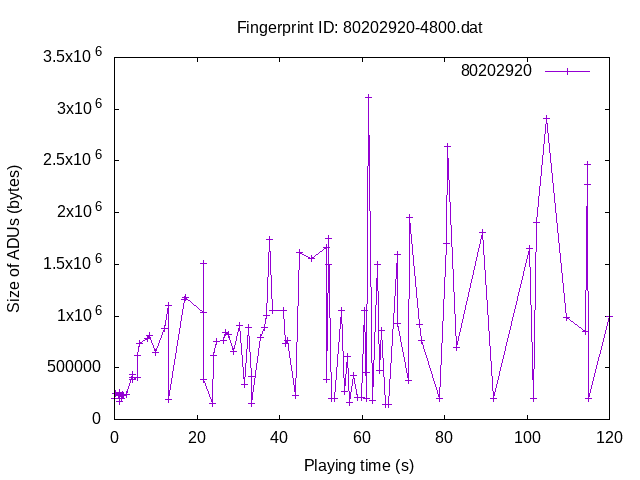 Fingerprint ID: 80202920-4800.dat
80202920
Size of ADUs (bytes)
3.5x10^6
3x10^6
2.5x10^6
2x10^6
1.5x10^6
1x10^6
500000
0
0 20 40 60 80 100 120
Playing time (s)